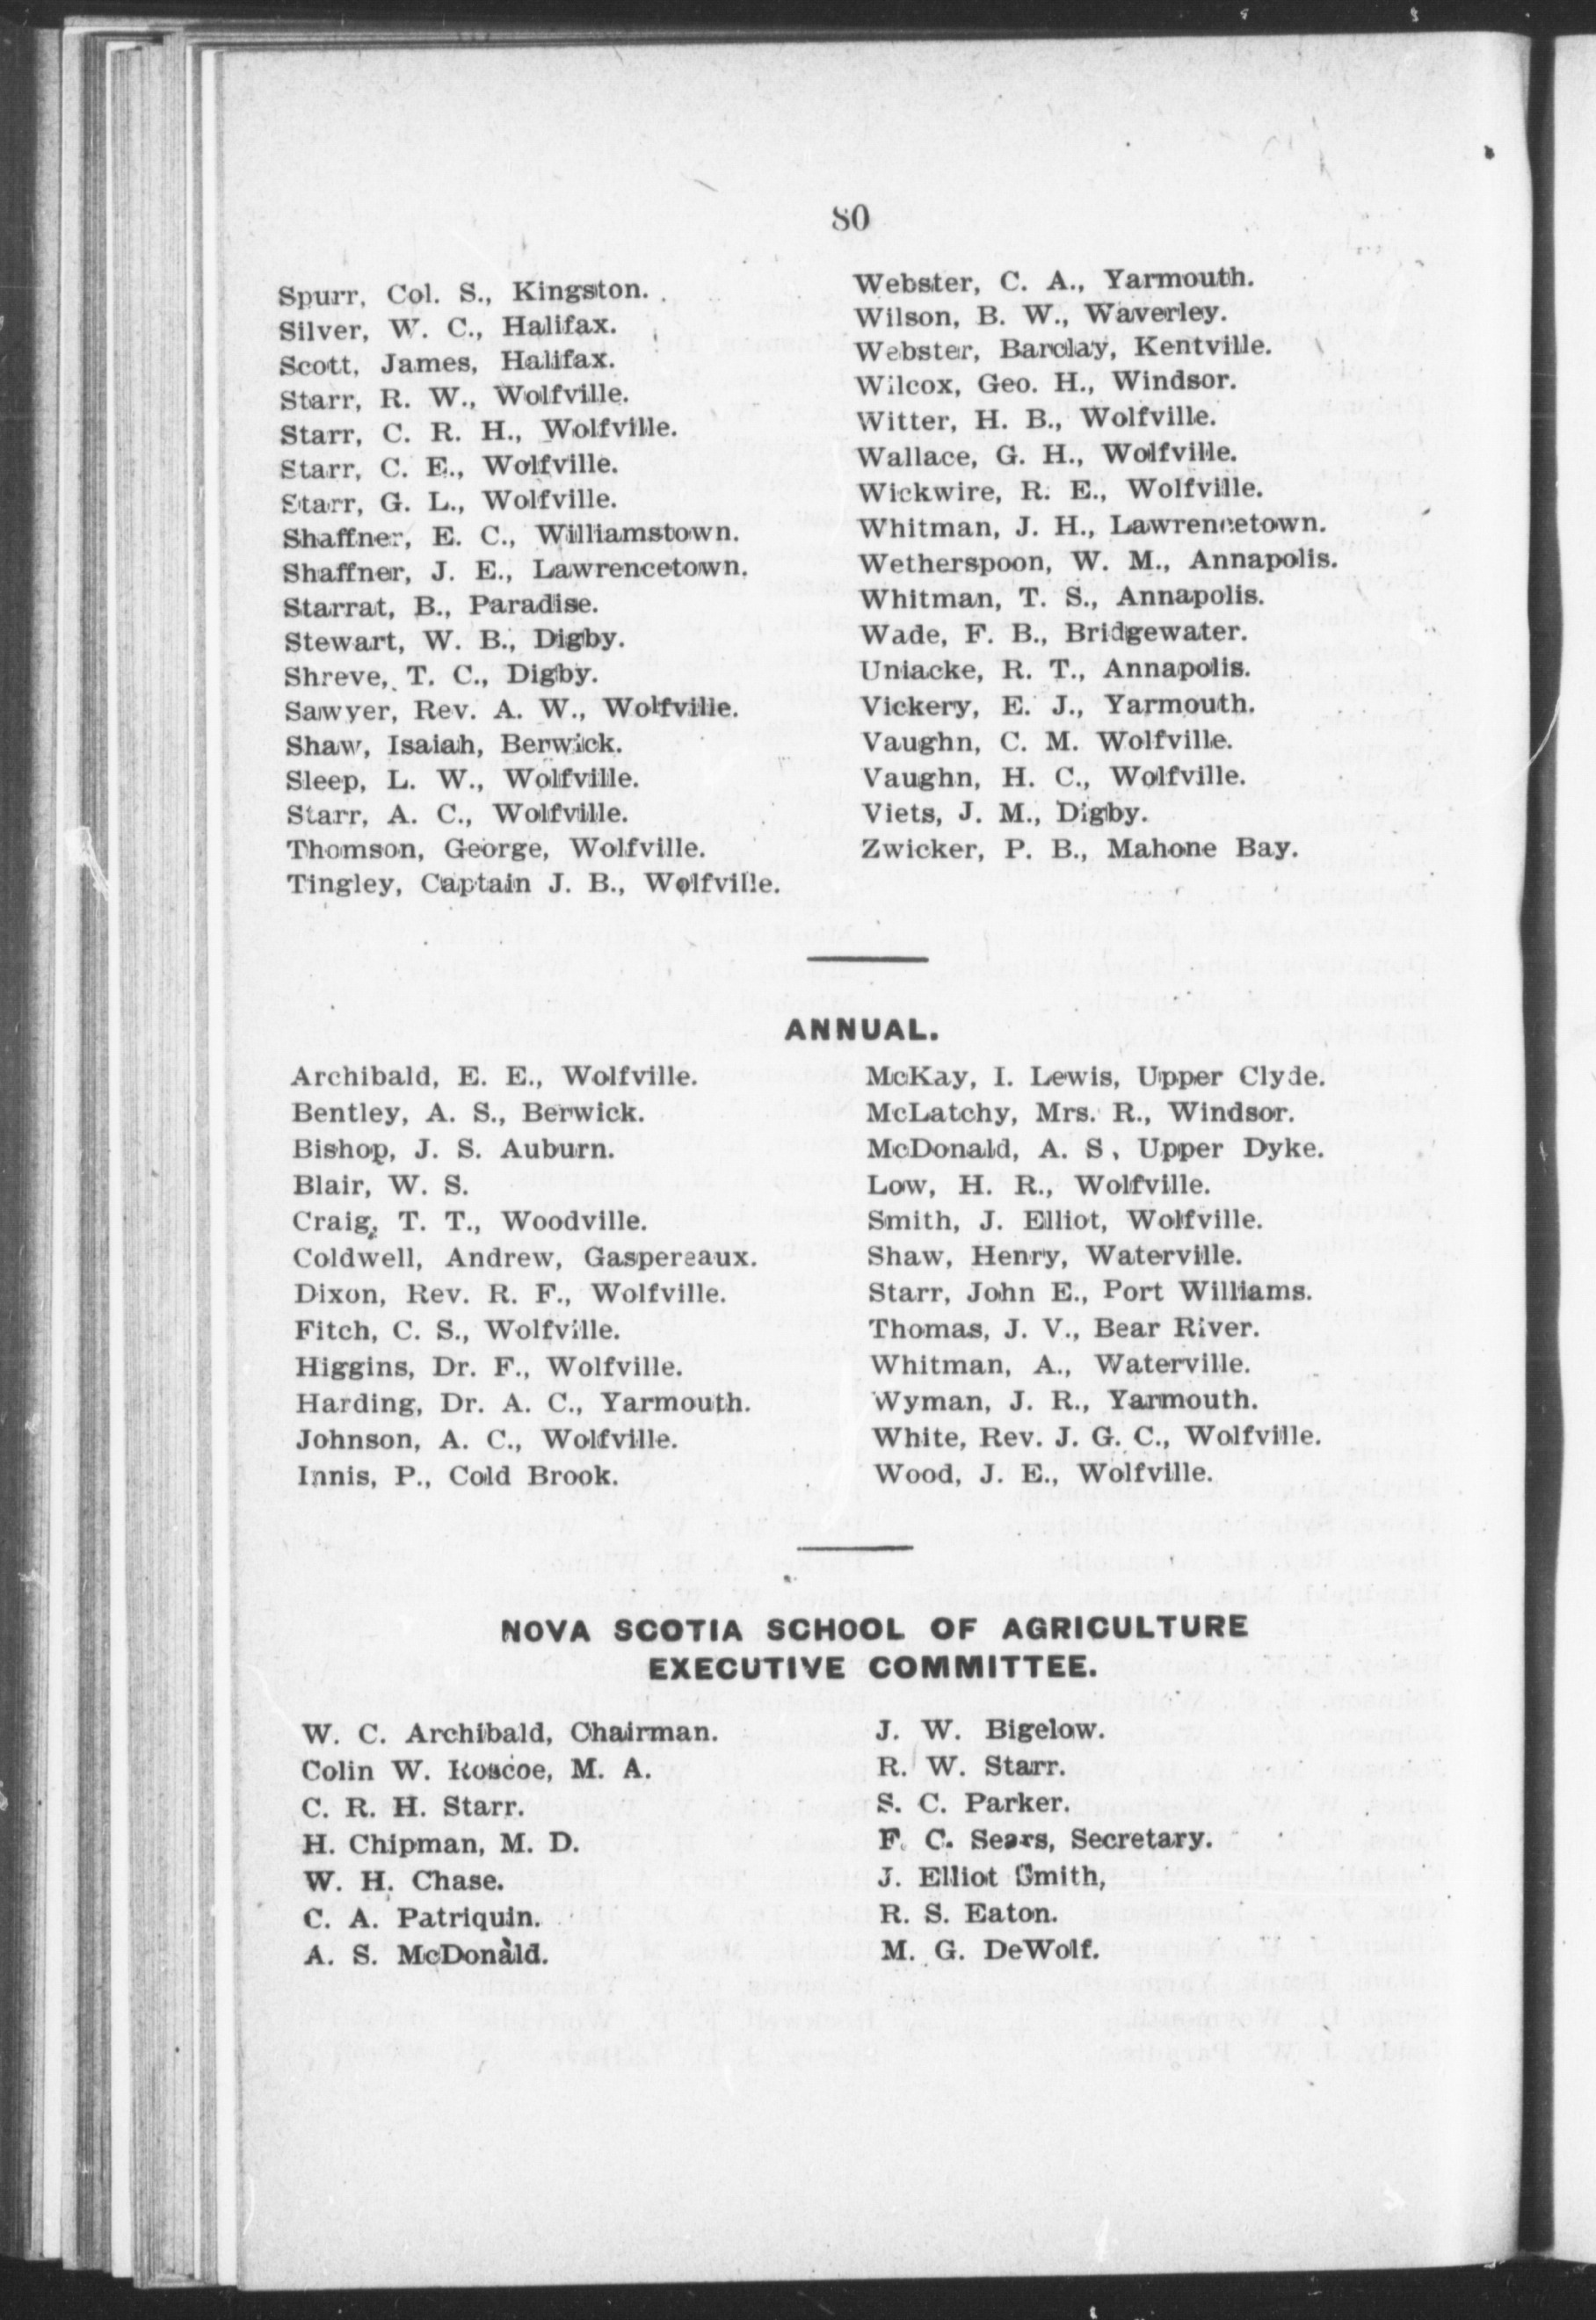 80
Spurr, Col. S., Kingston.
Silver, W. C., Halifax.
Scott, James, Halifax.
Starr, R. W., Wolfville.
Starr, C. R. H., Wolfville.
Starr, C. E., Wolfville.
Starr, G. L., Wolfville.
Shaffner, E. C., Williamstown.
Shaffner, J. E., Lawrencetown.
Starrat, B., Paradise.
Stewart, W. B., Digby.
Shreve, T. C., Digby.
Sawyer, Rev. A. W., Wolfville.
Shaw, Isaiah, Berwick.
Sleep, L. W., Wolfville.
Starr, A. C., Wolfville.
Thomson, George, Wolfville.
Tingley, Captain J. B., Wolfville.
Webster, C. A., Yarmouth.
Wilson, B. W., Waverley.
Webster, Barclay, Kentville.
Wilcox, Geo. H., Windsor.
Witter, H. B., Wolfville.
Wallace, G. H., Wolfville.
Wickwire, R. E., Wolfville.
Whitman, J. H., Lawrencetown.
Wetherspoon, W. M., Annapolis.
Whitman, T. S., Annapolis.
Wade, F. B., Bridgewater.
Uniacke, R. T., Annapolis.
Vickery, E. J., Yarmouth.
Vaughn, C. M. Wolfville.
Vaughn, H. C., Wolfville.
Viets, J. M., Digby.
Zwicker, P. B., Mahone Bay.
ANNUAL.
Archibald, E. E., Wolfville.
Bentley, A. S., Berwick.
Bishop, J. S. Auburn.
Blair, W. S.
Craig, T. T., Woodville.
Coldwell, Andrew, Gaspereaux.
Dixon, Rev. R. F., Wolfville.
Fitch, C. S., Wolfville.
Higgins, Dr. F., Wolfville.
Harding, Dr. A. C., Yarmouth.
Johnson, A. C., Wolfville.
Innis, P., Cold Brook.
McKay, I. Lewis, Upper Clyde.
McLatchy, Mrs. R., Windsor.
McDonald, A. S, Upper Dyke.
Low, H. R., Wolfville.
Smith, J. Elliot, Wolfville.
Shaw, Henry, Waterville.
Starr, John E., Port Williams.
Thomas, J. V., Bear River.
Whitman, A., Waterville.
Wyman, J. R., Yarmouth.
White, Rev. J. G. C., Wolfville.
Wood, J. E., Wolfville.
NOVA SCOTIA SCHOOL OF AGRICULTURE
EXECUTIVE COMMITTEE.
W. C. Archibald, Chairman.
Colin W. Roscoe, M. A.
C. R. H. Starr.
H. Chipman, M. D.
W. H. Chase.
C. A. Patriquin.
A. S. McDonald.
J. W. Bigelow.
R. W. Starr.
S. C. Parker.
F. C. Sears, Secretary.
J. Elliot Smith,
R. S. Eaton.
M. G. DeWolf.